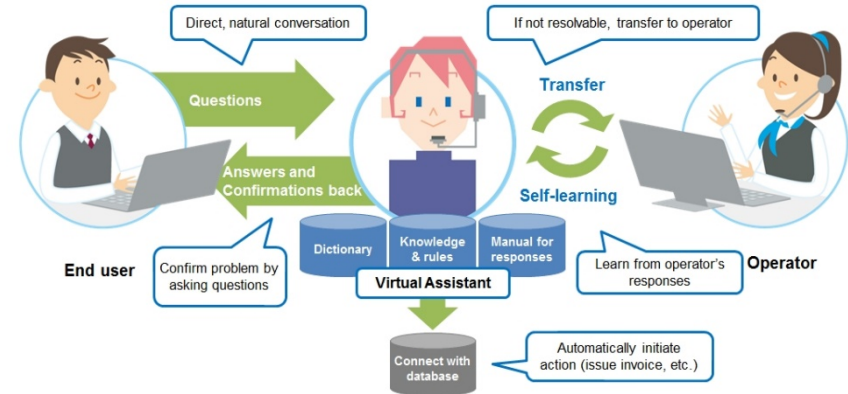 Direct, natural conversation
If not resolvable, transfer to operator
Questions
Transfer
Answers and
Confirmations back
Self-learning
Dictionary
Knowledge
& rules
Manual for
responses
End user
Confirm problem by
asking questions
Virtual Assistant
Learn from operator's
responses
Operator
Connect with
database
Automatically initiate
action (issue invoice, etc.)